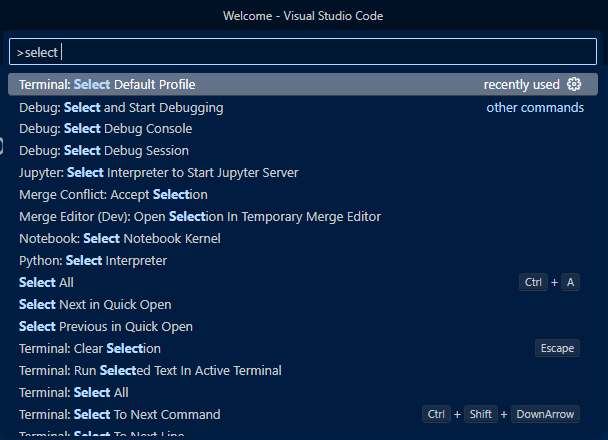 Welcome - Visual Studio Code
>select
Terminal: Select Default Profile recently used
Debug: Select and Start Debugging other commands
Debug: Select Debug Console
Debug: Select Debug Session
Jupyter: Select Interpreter to Start Jupyter Server
Merge Conflict: Accept Selection
Merge Editor (Dev): Open Selection In Temporary Merge Editor
Notebook: Select Notebook Kernel
Python: Select Interpreter
Select All Ctrl + A
Select Next in Quick Open
Select Previous in Quick Open
Terminal: Clear Selection Escape
Terminal: Run Selected Text In Active Terminal
Terminal: Select All
Terminal: Select To Next Command Ctrl + Shift + DownArrow
Terminal: Select To Next Line